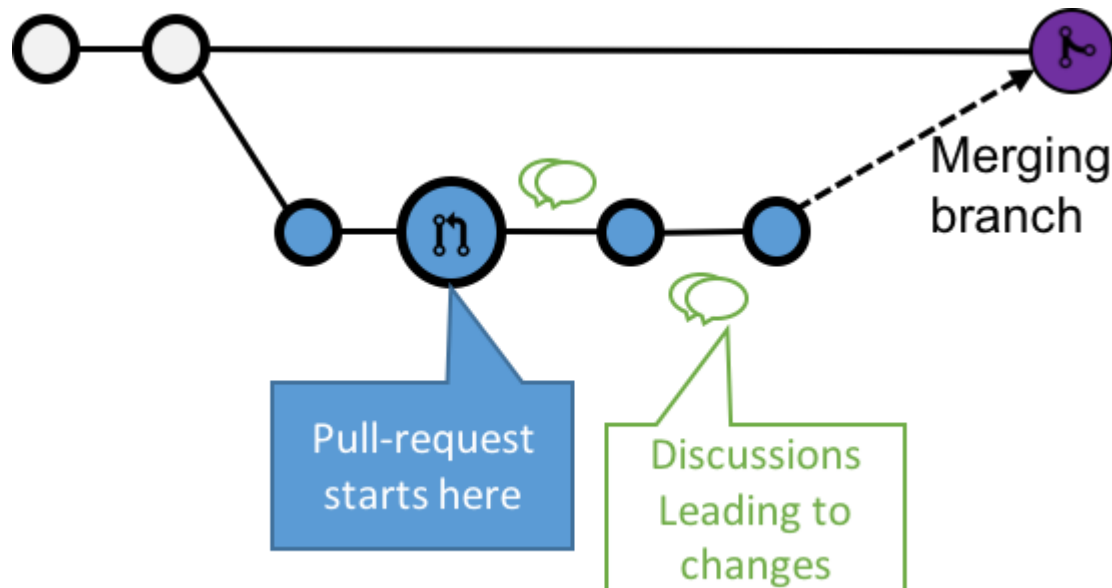 Merging
branch
Pull-request
starts here
Discussions
Leading to
changes